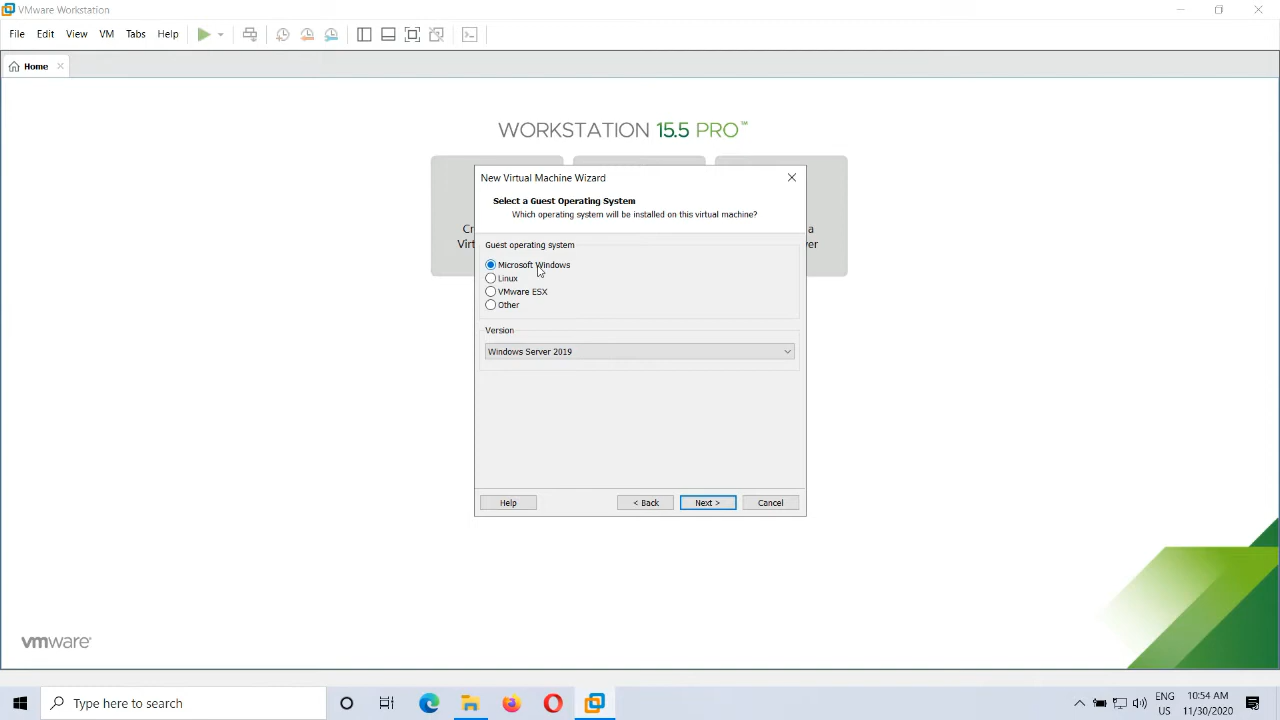 VMware Workstation
File Edit View VM Tabs Help
Home
WORKSTATION 15.5 PRO™
New Virtual Machine Wizard
Select a Guest Operating System
Which operating system will be installed on this virtual machine?
Cr
Virt
a
ver
Guest operating system
Microsoft Windows
Linux
VMware ESX
Other
Version
Windows Server 2019
Help < Back Next > Cancel
vmware®
Type here to search
ENG
US
10:54 AM
11/30/2020